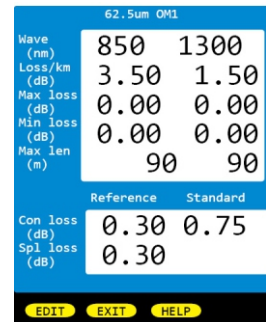 62.5um OM1
Wave (nm) 850 1300
Loss/km (dB) 3.50 1.50
Max loss (dB) 0.00 0.00
Min loss (dB) 0.00 0.00
Max len (m) 90 90
Reference Standard
Con loss (dB) 0.30 0.75
Spl loss (dB) 0.30
EDIT EXIT HELP